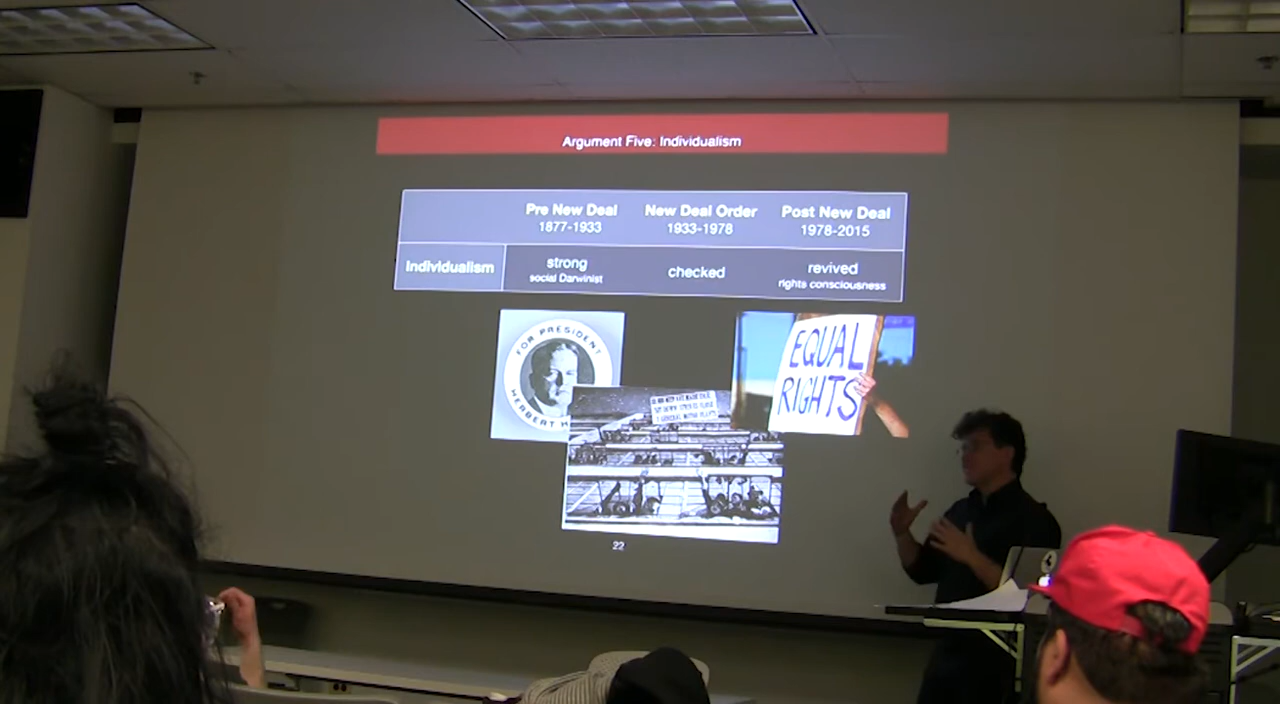 Argument Five: Individualism
Pre New Deal
1877-1933
New Deal Order
1933-1978
Post New Deal
1978-2015
Individualism
strong
social Darwinist
checked
revived
rights consciousness
FOR PRESIDENT
HERBERT H
EQUAL
RIGHTS
22